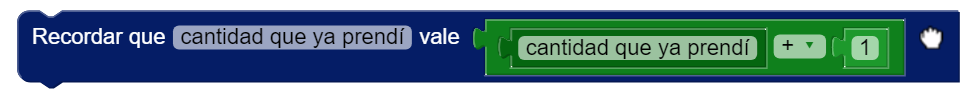 Recordar que cantidad que ya prendí vale cantidad que ya prendí + 1